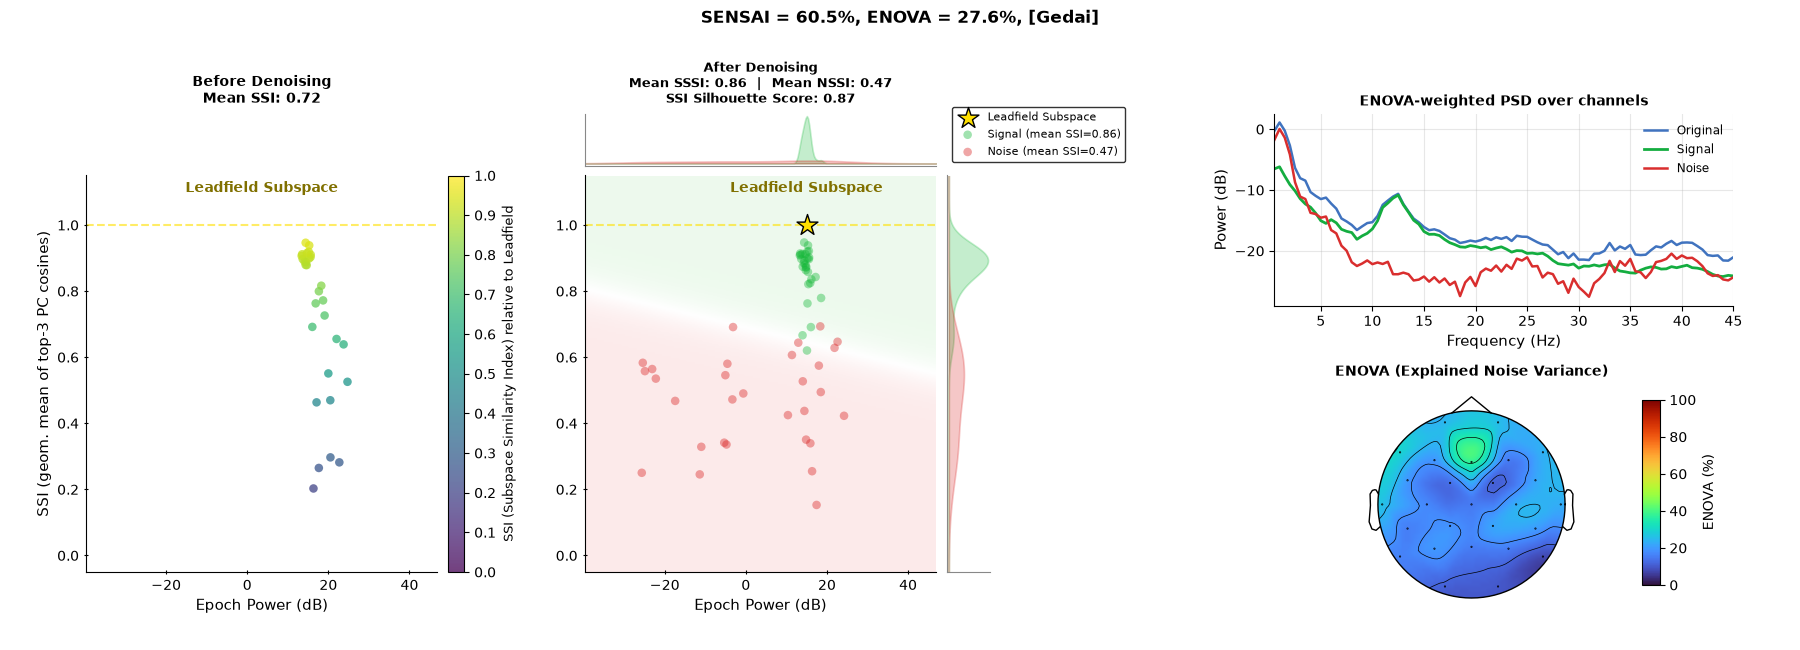 SENSAI = 60.5%, ENOVA = 27.6%, [Gedai]
Before Denoising
Mean SSI: 0.72
Leadfield Subspace
SSI (geom. mean of top-3 PC cosines)
1.0
0.8
0.6
0.4
0.2
0.0
−20
0
20
40
Epoch Power (dB)
1.0
0.9
0.8
0.7
0.6
0.5
0.4
0.3
0.2
0.1
0.0
SSI (Subspace Similarity Index) relative to Leadfield
After Denoising
Mean SSSI: 0.86 | Mean NSSI: 0.47
SSI Silhouette Score: 0.87
Leadfield Subspace
Signal (mean SSI=0.86)
Noise (mean SSI=0.47)
Leadfield Subspace
1.0
0.8
0.6
0.4
0.2
0.0
−20
0
20
40
Epoch Power (dB)
ENOVA-weighted PSD over channels
Original
Signal
Noise
Power (dB)
0
−10
−20
5
10
15
20
25
30
35
40
45
Frequency (Hz)
ENOVA (Explained Noise Variance)
100
80
60
40
20
0
ENOVA (%)